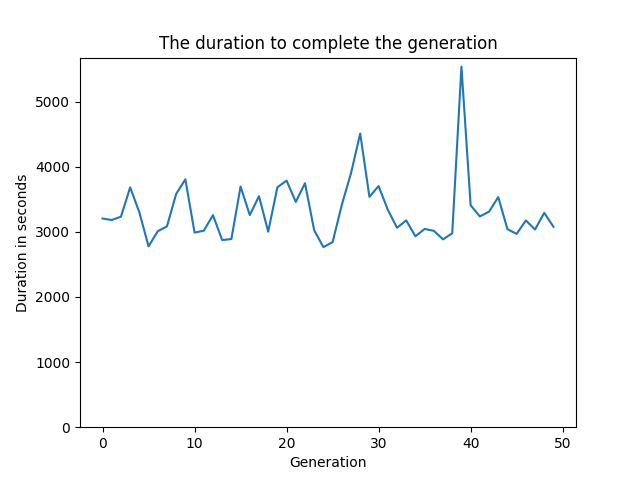 The duration to complete the generation
5000
4000
3000
2000
1000
0
Duration in seconds
0 10 20 30 40 50
Generation